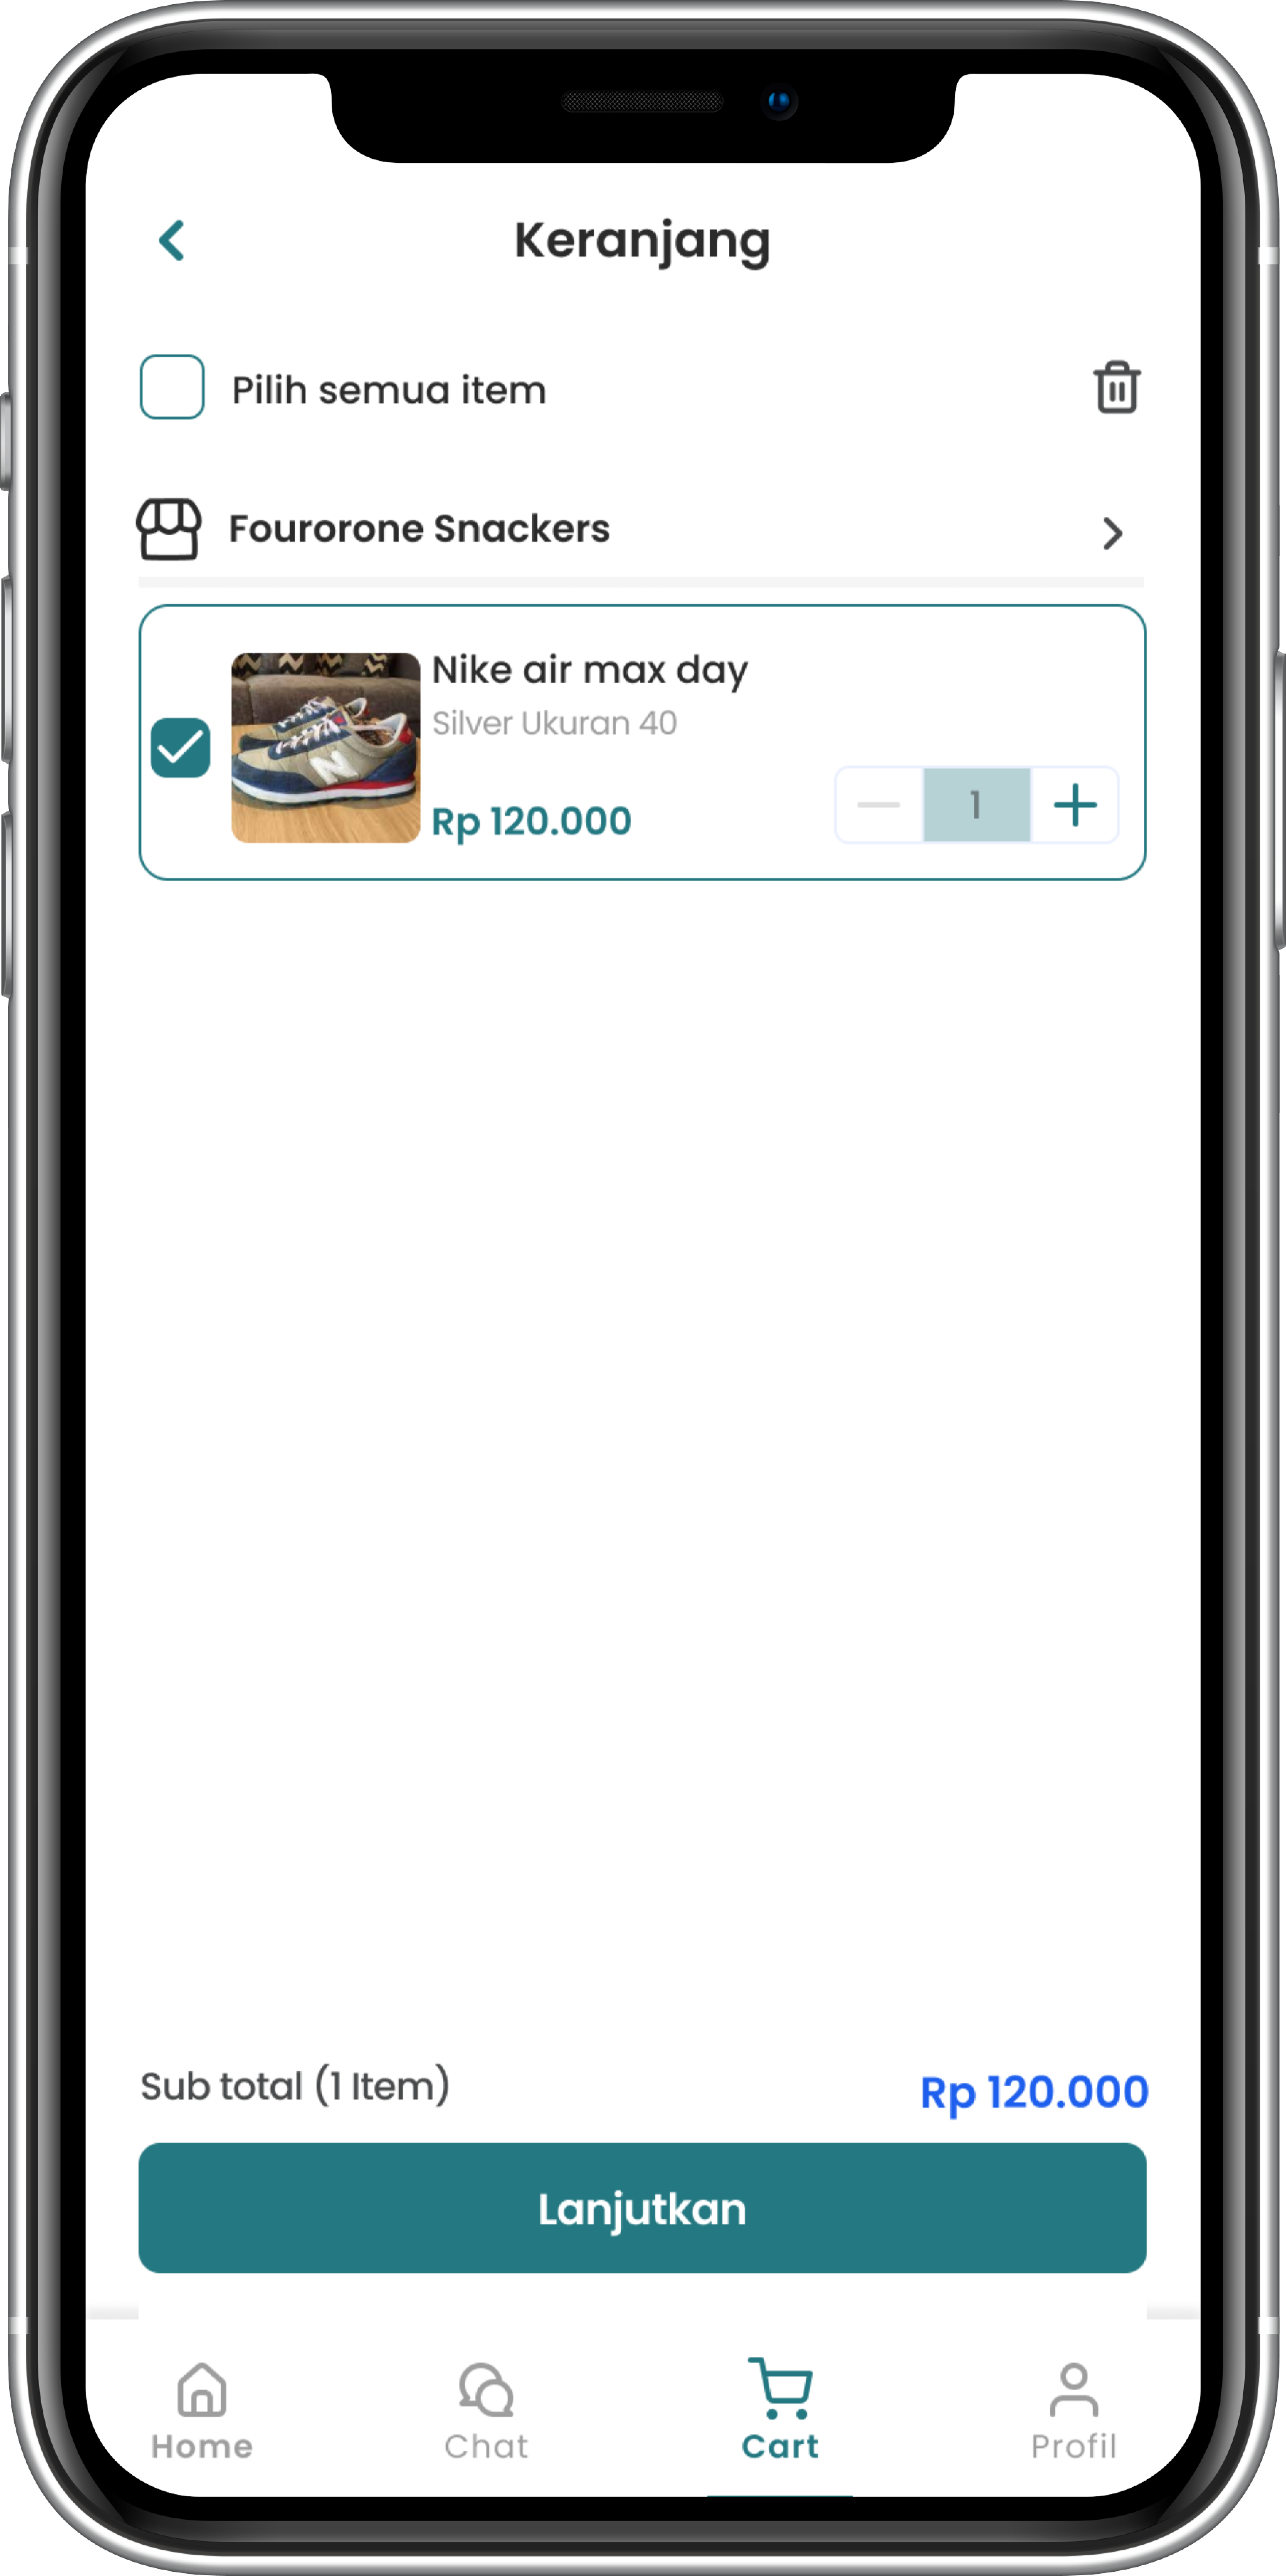 Keranjang
Pilih semua item
Fourorone Snackers
Nike air max day
Silver Ukuran 40
N
Rp 120.000
1
Sub total (1 Item)
Rp 120.000
Lanjutkan
Home
Chat
Cart
Profil